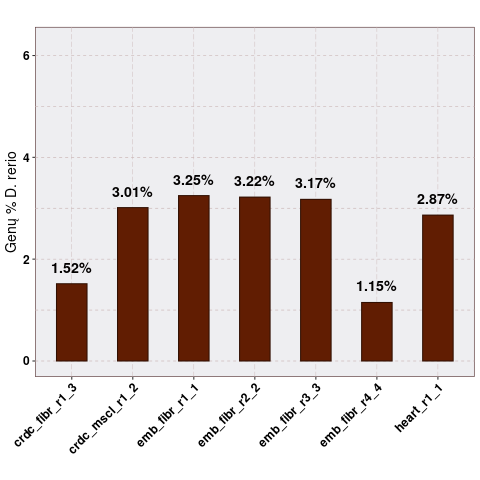 Genų % D. rerio
6
4
2
0
1.52%
3.01%
3.25%
3.22%
3.17%
1.15%
2.87%
crdc_fibr_r1_3
crdc_mscl_r1_2
emb_fibr_r1_1
emb_fibr_r2_2
emb_fibr_r3_3
emb_fibr_r4_4
heart_r1_1